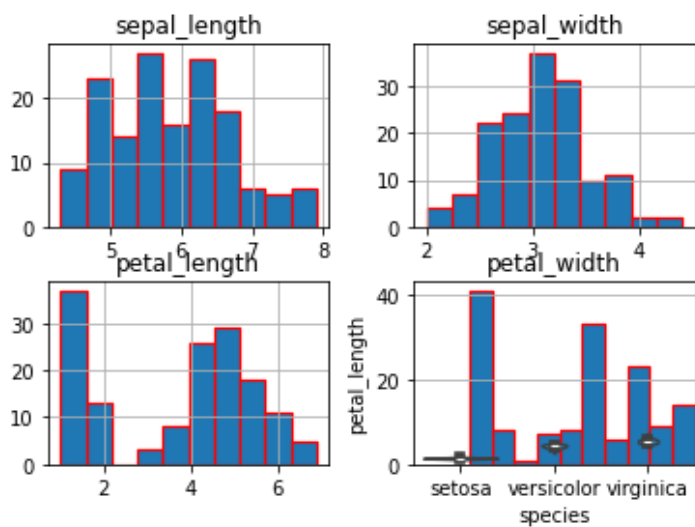 sepal_length
sepal_width
20
10
0
5
6
7
8
30
20
10
0
2
3
4
petal_length
petal_width
30
20
10
0
2
4
6
petal_length
40
20
0
setosa
versicolor
virginica
species